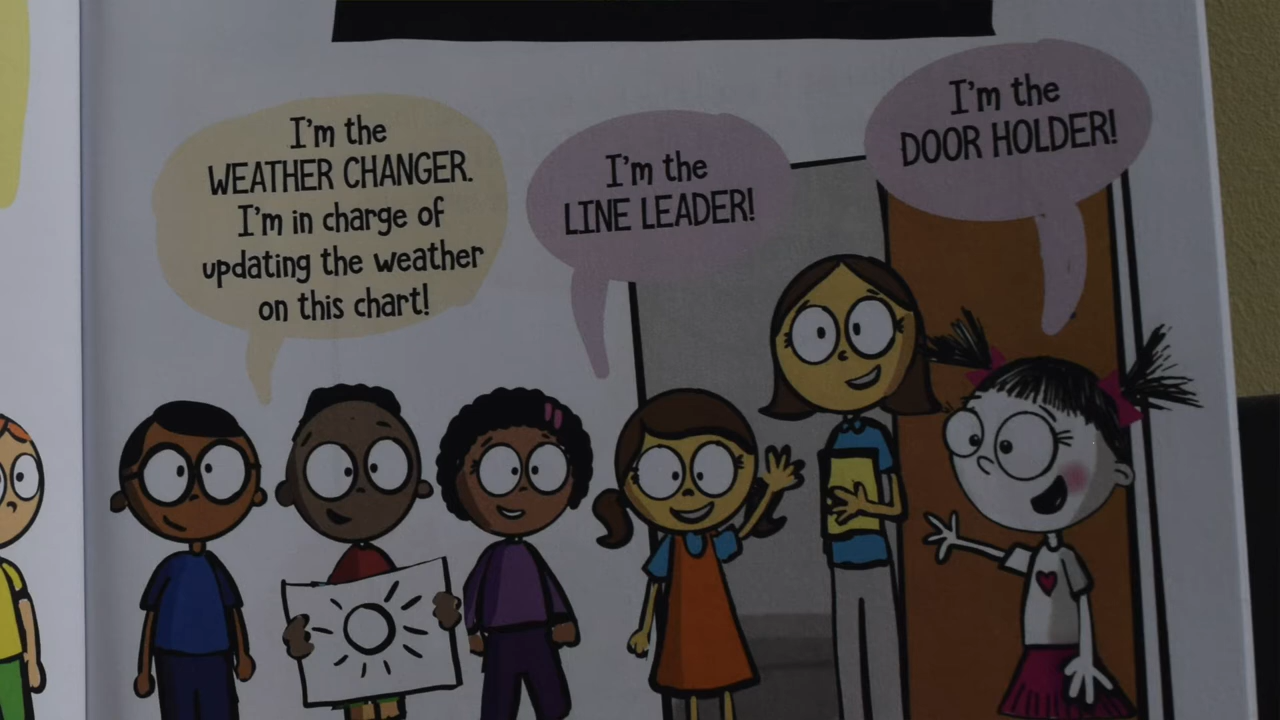 I'm the
WEATHER CHANGER.
I'm in charge of
updating the weather
on this chart!
I'm the
LINE LEADER!
I'm the
DOOR HOLDER!